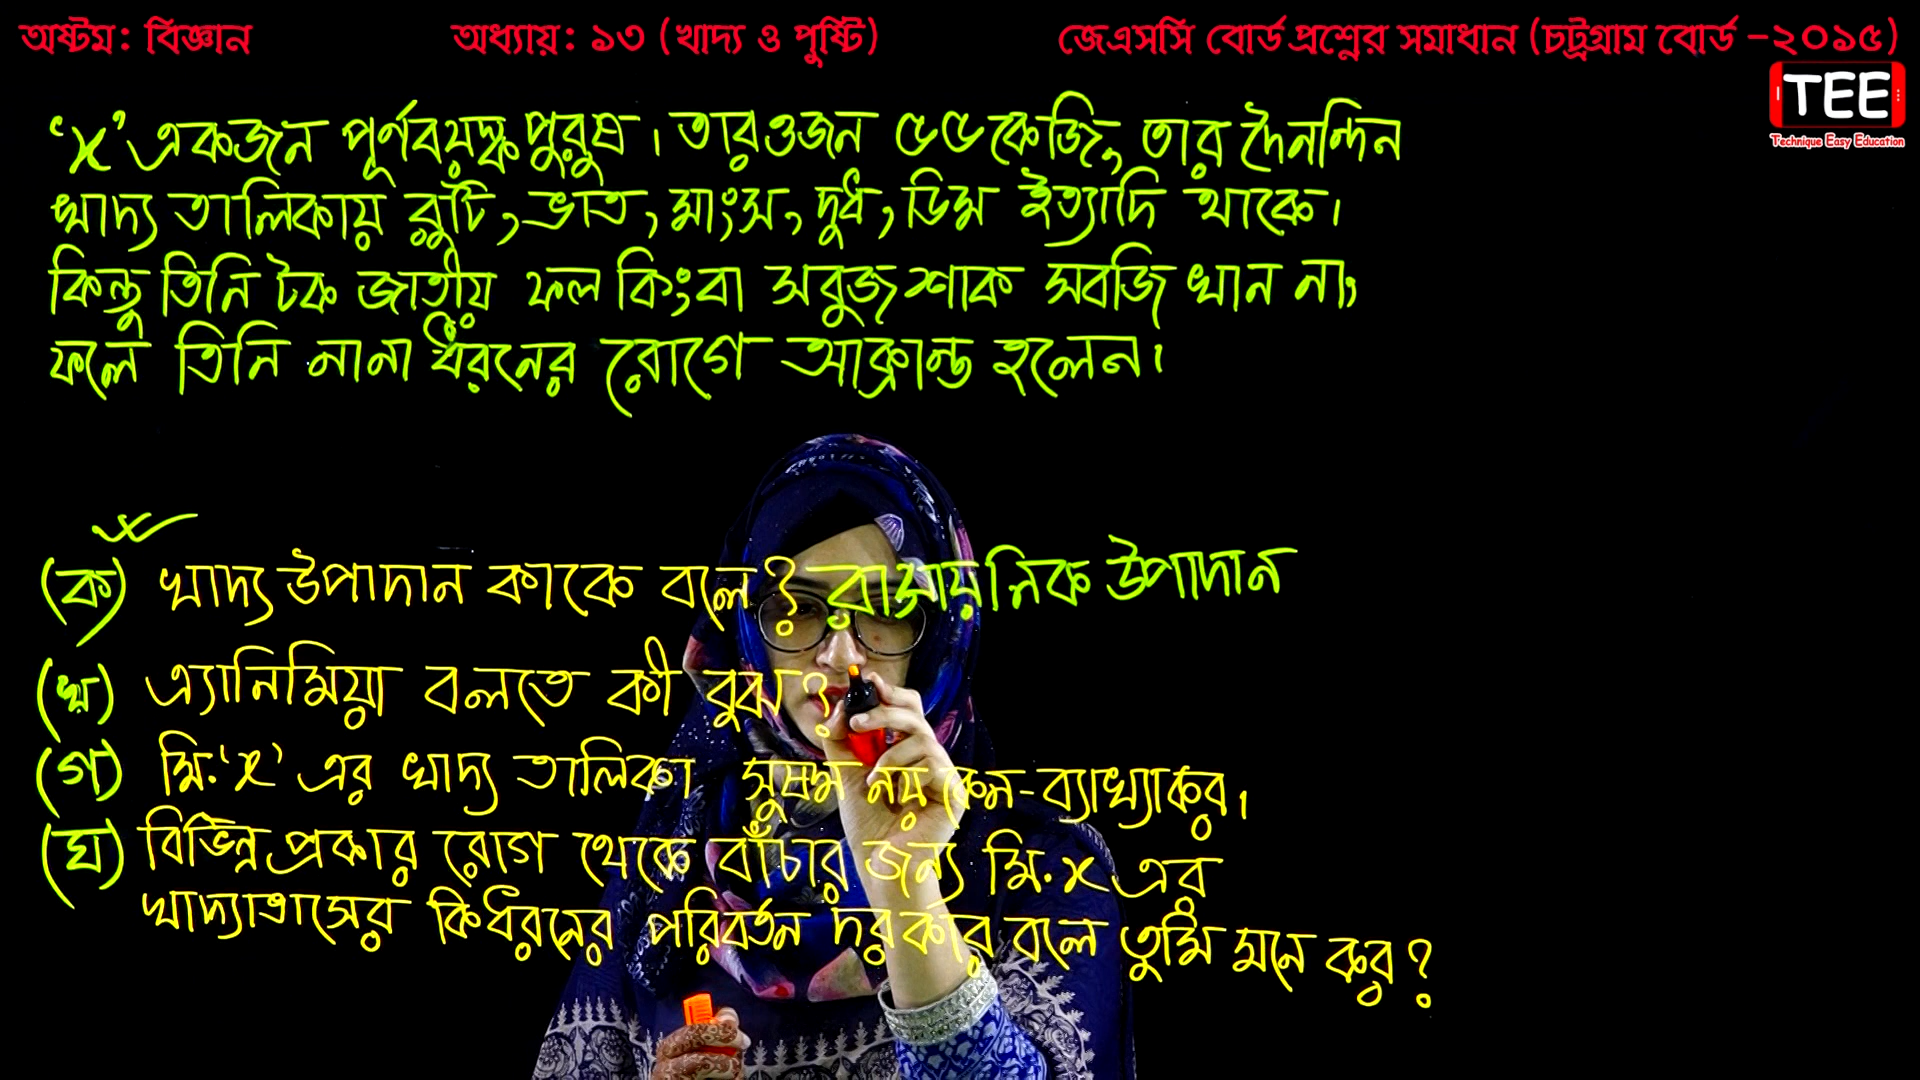 অষ্টম: বিজ্ঞান অধ্যায়: ১৩ (খাদ্য ও পুষ্টি) জেএসসি বোর্ড প্রশ্নের সমাধান (চট্রগ্রাম বোর্ড -২০১৫)
TEE
Technique Easy Education
‘x’ একজন পূর্ণবয়স্ক পুরুষ। তার ওজন ৫৫ কেজি, তার দৈনন্দিন
খাদ্য তালিকায় রুটি, ভাত, মাংস, দুধ, ডিম ইত্যাদি থাকে।
কিন্তু তিনি টক জাতীয় ফল কিংবা সবুজ শাক সবজি খান না,
ফলে তিনি নানা ধরনের রোগে আক্রান্ত হলেন।
(ক) খাদ্য উপাদান কাকে বলে? রাসায়নিক উপাদান
(খ) এ্যানিমিয়া বলতে কী বুঝ?
(গ) মি. ‘x’ এর খাদ্য তালিকা সুষম নয় কেন-ব্যাখ্যা কর।
(ঘ) বিভিন্ন প্রকার রোগ থেকে বাঁচার জন্য মি. x এর
খাদ্যাভাসের কি ধরনের পরিবর্তন দরকার বলে তুমি মনে কর?